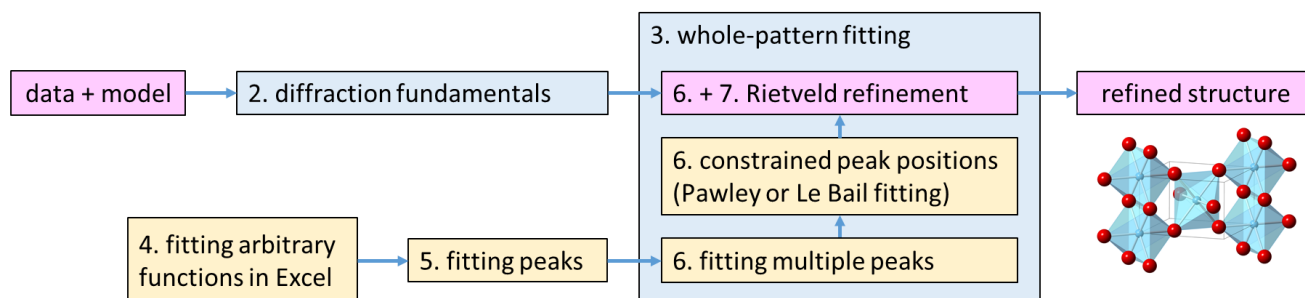 3. whole-pattern fitting
data + model
2. diffraction fundamentals
6. + 7. Rietveld refinement
refined structure
6. constrained peak positions
(Pawley or Le Bail fitting)
4. fitting arbitrary
functions in Excel
5. fitting peaks
6. fitting multiple peaks